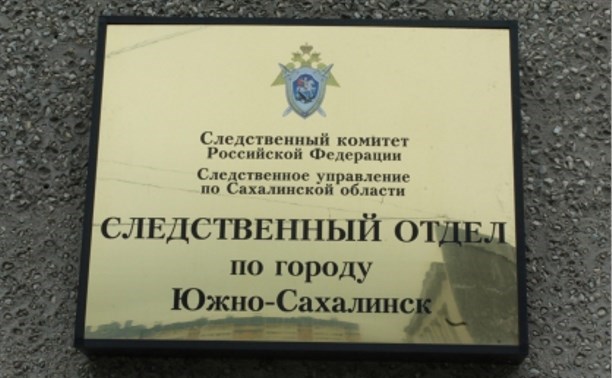 Следственный комитет
Российской Федерации
Следственное управление
по Сахалинской области
СЛЕДСТВЕННЫЙ ОТДЕЛ
по городу
Южно-Сахалинск